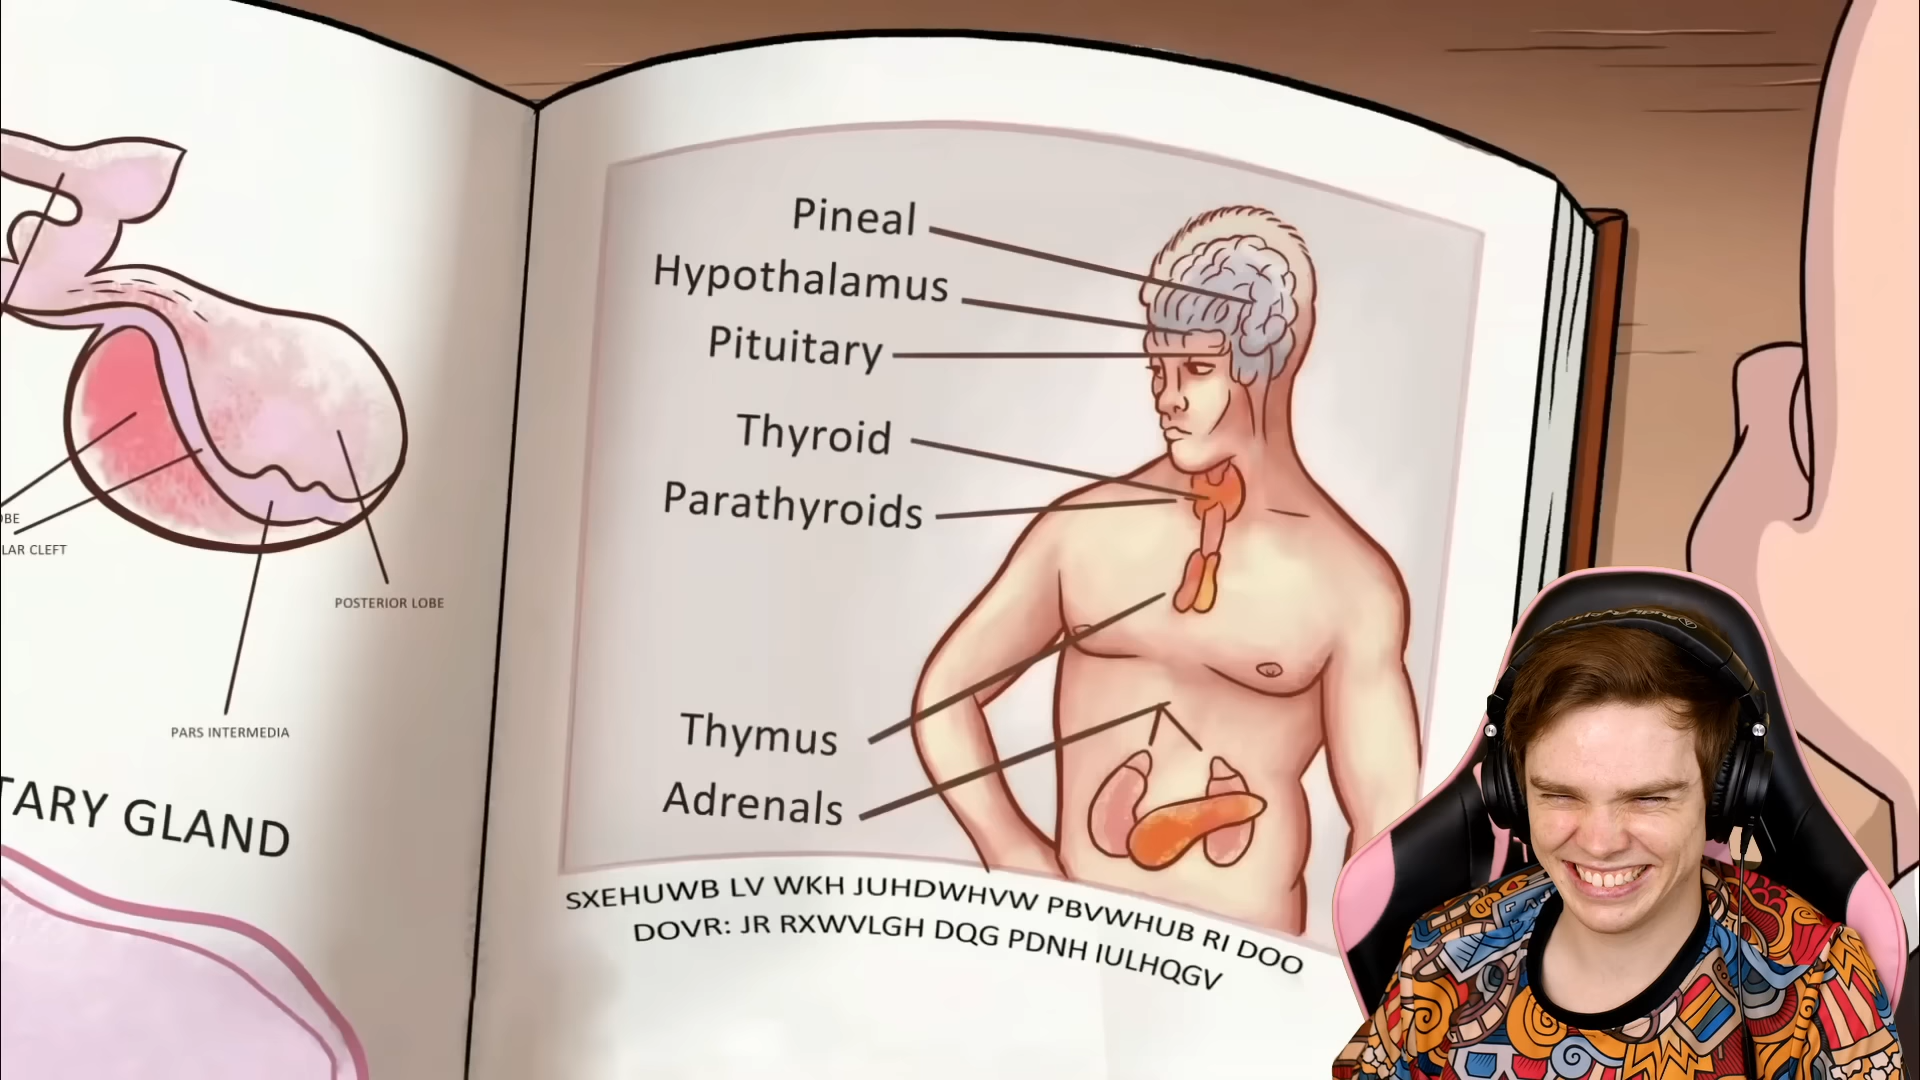 OBE
LAR CLEFT
POSTERIOR LOBE
PARS INTERMEDIA
TARY GLAND
Pineal
Hypothalamus
Pituitary
Thyroid
Parathyroids
Thymus
Adrenals
SXEHUWB LV WKH JUHDWHVW PBVWHUB RI DOO
DOVR: JR RXWVLGH DQG PDNH IULHQGV